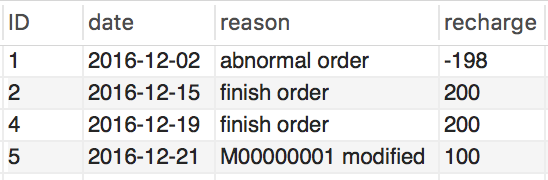 ID date reason recharge
1 2016-12-02 abnormal order -198
2 2016-12-15 finish order 200
4 2016-12-19 finish order 200
5 2016-12-21 M00000001 modified 100